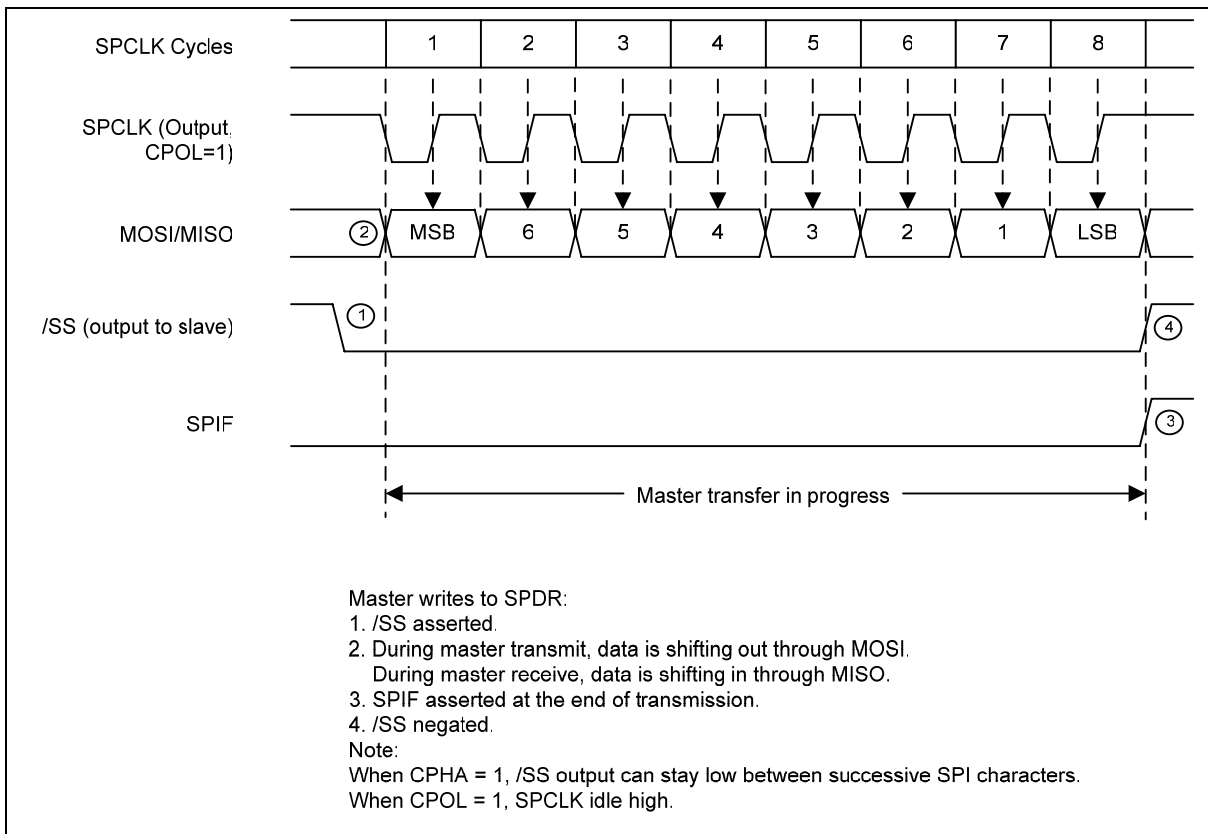 SPCLK Cycles
1 2 3 4 5 6 7 8
SPCLK (Output,
CPOL=1)
MOSI/MISO
2 MSB 6 5 4 3 2 1 LSB
/SS (output to slave)
1
4
SPIF
3
Master transfer in progress
Master writes to SPDR:
1. /SS asserted.
2. During master transmit, data is shifting out through MOSI.
During master receive, data is shifting in through MISO.
3. SPIF asserted at the end of transmission.
4. /SS negated.
Note:
When CPHA = 1, /SS output can stay low between successive SPI characters.
When CPOL = 1, SPCLK idle high.